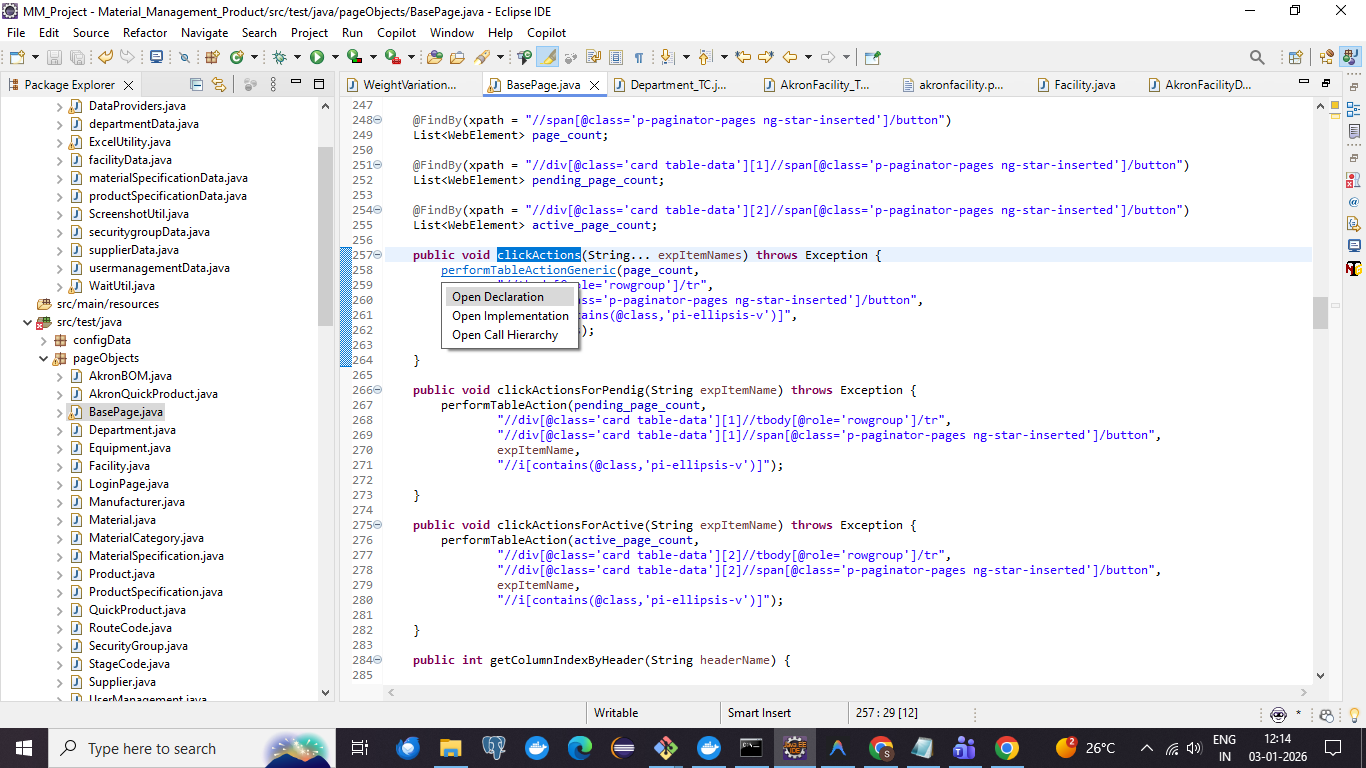 MM_Project - Material_Management_Product/src/test/java/pageObjects/BasePage.java - Eclipse IDE
File Edit Source Refactor Navigate Search Project Run Copilot Window Help Copilot
Package Explorer
DataProviders.java
departmentData.java
ExcelUtility.java
facilityData.java
materialSpecificationData.java
productSpecificationData.java
ScreenshotUtil.java
securitygroupData.java
supplierData.java
usermanagementData.java
WaitUtil.java
src/main/resources
src/test/java
configData
pageObjects
AkronBOM.java
AkronQuickProduct.java
BasePage.java
Department.java
Equipment.java
Facility.java
LoginPage.java
Manufacturer.java
Material.java
MaterialCategory.java
MaterialSpecification.java
Product.java
ProductSpecification.java
QuickProduct.java
RouteCode.java
SecurityGroup.java
StageCode.java
Supplier.java
UserManagement.java
WeightVariation... BasePage.java Department_TC.j... AkronFacility_T... akronfacility.p... Facility.java AkronFacilityD...
247
248 @FindBy(xpath = "//span[@class='p-paginator-pages ng-star-inserted']/button")
249 List<WebElement> page_count;
250
251 @FindBy(xpath = "//div[@class='card table-data'][1]//span[@class='p-paginator-pages ng-star-inserted']/button")
252 List<WebElement> pending_page_count;
253
254 @FindBy(xpath = "//div[@class='card table-data'][2]//span[@class='p-paginator-pages ng-star-inserted']/button")
255 List<WebElement> active_page_count;
256
257 public void clickActions(String... expItemNames) throws Exception {
258 performTableActionGeneric(page_count,
259 ='rowgroup']/tr",
260 ='p-paginator-pages ng-star-inserted']/button",
261 (@class,'pi-ellipsis-v')]",
262 );
263
264 }
265
266 public void clickActionsForPendig(String expItemName) throws Exception {
267 performTableAction(pending_page_count,
268 "//div[@class='card table-data'][1]//tbody[@role='rowgroup']/tr",
269 "//div[@class='card table-data'][1]//span[@class='p-paginator-pages ng-star-inserted']/button",
270 expItemName,
271 "//i[contains(@class,'pi-ellipsis-v')]");
272
273 }
274
275 public void clickActionsForActive(String expItemName) throws Exception {
276 performTableAction(active_page_count,
277 "//div[@class='card table-data'][2]//tbody[@role='rowgroup']/tr",
278 "//div[@class='card table-data'][2]//span[@class='p-paginator-pages ng-star-inserted']/button",
279 expItemName,
280 "//i[contains(@class,'pi-ellipsis-v')]");
281
282 }
283
284 public int getColumnIndexByHeader(String headerName) {
285
Open Declaration
Open Implementation
Open Call Hierarchy
Writable Smart Insert 257 : 29 [12]
Type here to search
26°C
ENG
IN
12:14
03-01-2026